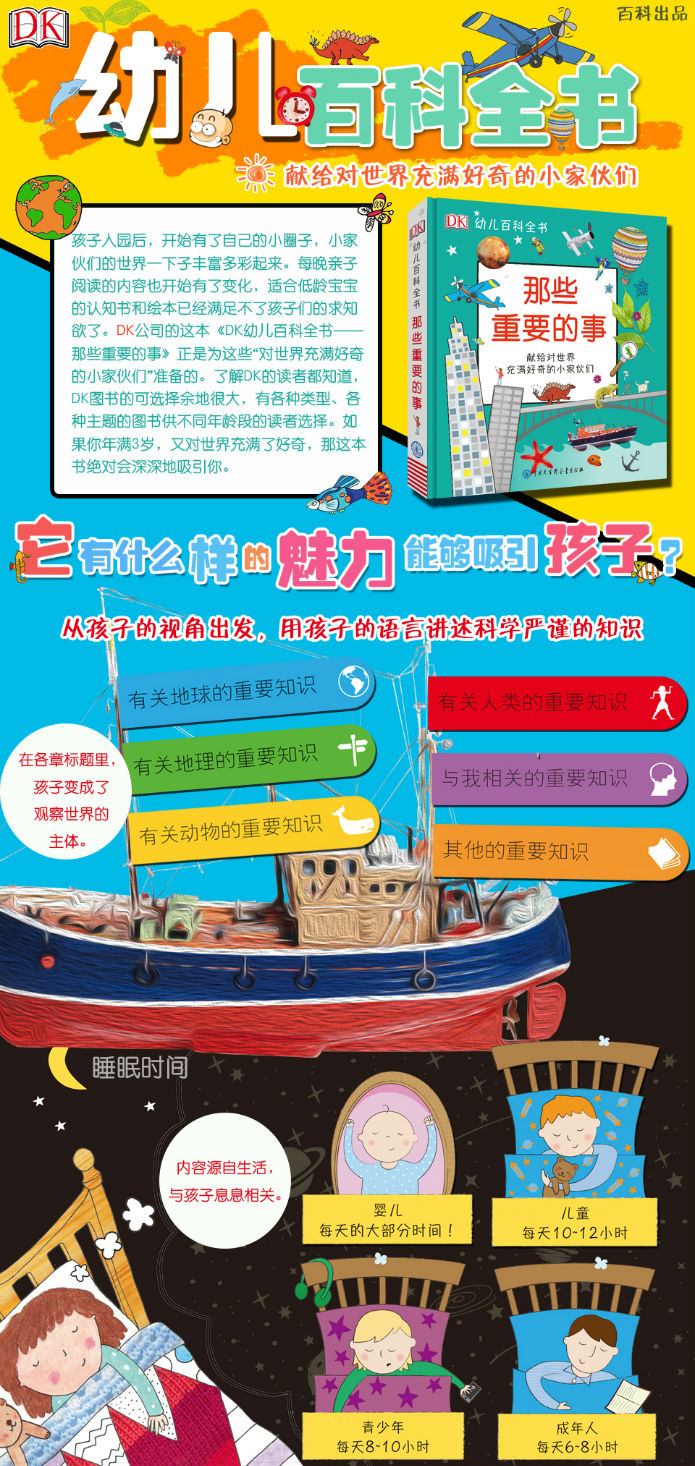 DK
百科出品
幼儿百科全书
献给对世界充满好奇的小家伙们
孩子入园后，开始有了自己的小圈子，小家
伙们的世界一下子丰富多彩起来。每晚亲子
阅读的内容也开始有了变化，适合低龄宝宝
的认知书和绘本已经满足不了孩子们的求知
欲了。DK公司的这本《DK幼儿百科全书——
那些重要的事》正是为这些“对世界充满好奇
的小家伙们”准备的。了解DK的读者都知道，
DK图书的可选择余地很大，有各种类型、各
种主题的图书供不同年龄段的读者选择。如
果你年满3岁，又对世界充满了好奇，那这本
书绝对会深深地吸引你。
DK
幼儿百科全书
那些重要的事
DK 幼儿百科全书
那些
重要的事
献给对世界
充满好奇的小家伙们
中国大百科全书出版社
它有什么样的魅力能够吸引孩子？
从孩子的视角出发，用孩子的语言讲述科学严谨的知识
有关地球的重要知识
有关地理的重要知识
有关动物的重要知识
有关人类的重要知识
与我相关的重要知识
其他的重要知识
在各章标题里，
孩子变成了
观察世界的
主体。
睡眠时间
内容源自生活，
与孩子息息相关。
婴儿
每天的大部分时间！
儿童
每天10~12小时
青少年
每天8~10小时
成年人
每天6~8小时